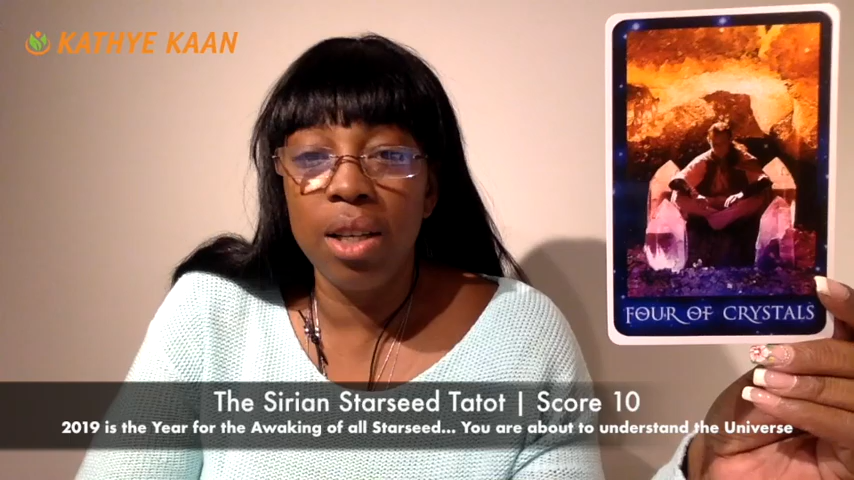 KATHYE KAAN
FOUR OF CRYSTALS
The Sirian Starseed Tatot | Score 10
2019 is the Year for the Awaking of all Starseed... You are about to understand the Universe